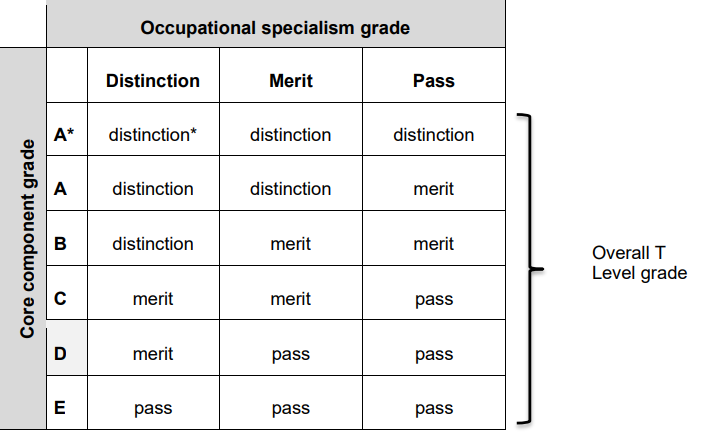 Occupational specialism grade
Distinction Merit Pass
Core component grade
A* distinction* distinction distinction
A distinction distinction merit
B distinction merit merit
C merit merit pass
D merit pass pass
E pass pass pass
Overall T
Level grade